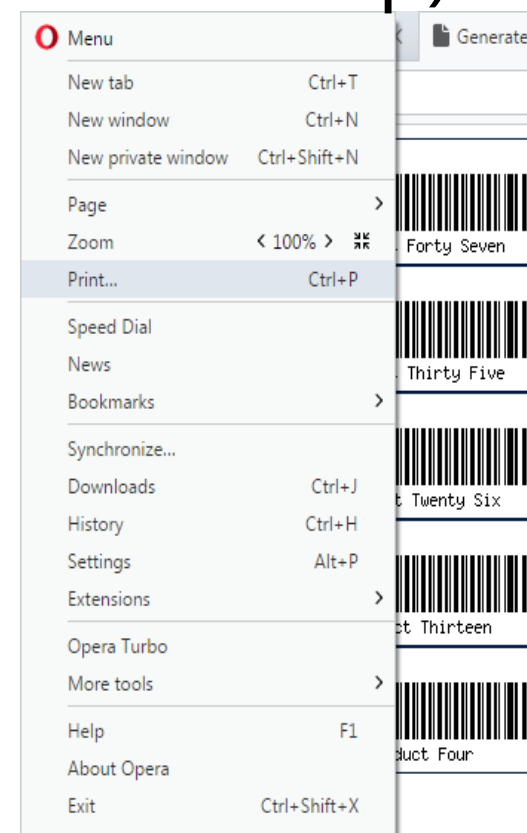 Menu
Generate
New tab Ctrl+T
New window Ctrl+N
New private window Ctrl+Shift+N
Page
Zoom < 100% >
Forty Seven
Print... Ctrl+P
Speed Dial
News
Thirty Five
Bookmarks
Synchronize...
Downloads Ctrl+J
t Twenty Six
History Ctrl+H
Settings Alt+P
Extensions
ct Thirteen
Opera Turbo
More tools
Help F1
duct Four
About Opera
Exit Ctrl+Shift+X